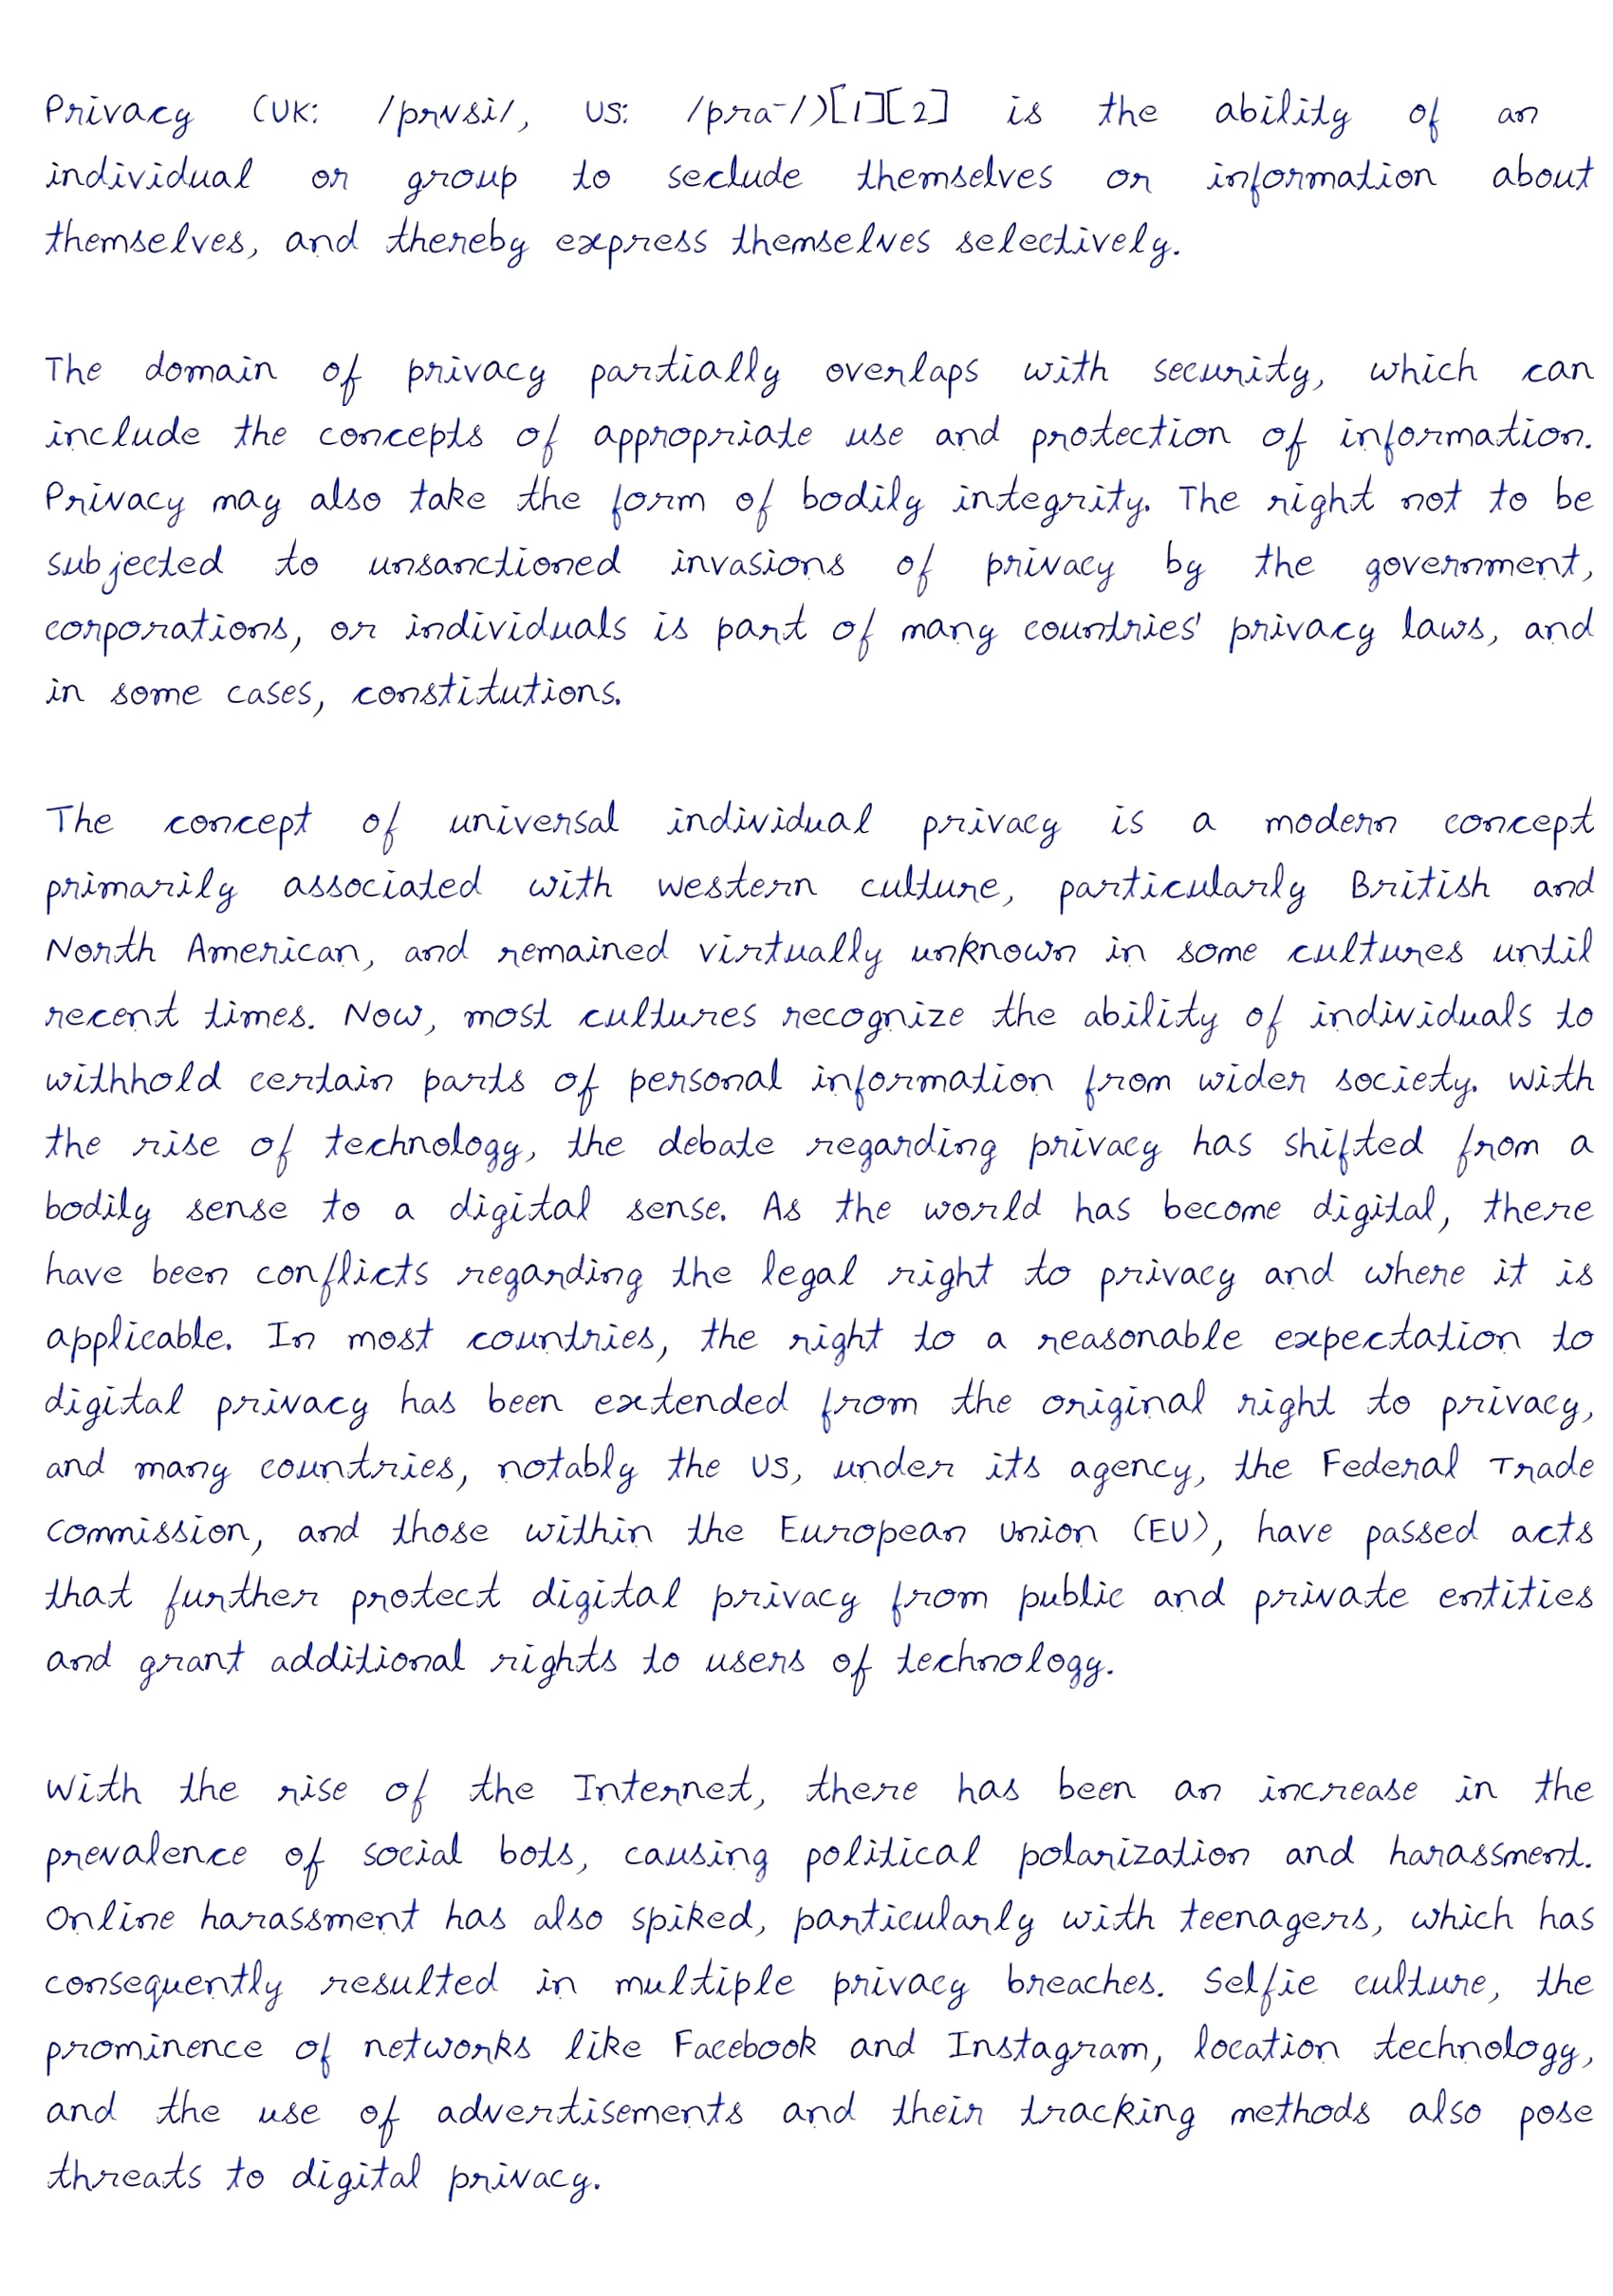 Privacy (UK: /prvsi/, US: /pra-/)[1][2] is the ability of an
individual or group to seclude themselves or information about
themselves, and thereby express themselves selectively.
The domain of privacy partially overlaps with security, which can
include the concepts of appropriate use and protection of information.
Privacy may also take the form of bodily integrity. The right not to be
subjected to unsanctioned invasions of privacy by the government,
corporations, or individuals is part of many countries' privacy laws, and
in some cases, constitutions.
The concept of universal individual privacy is a modern concept
primarily associated with Western culture, particularly British and
North American, and remained virtually unknown in some cultures until
recent times. Now, most cultures recognize the ability of individuals to
withhold certain parts of personal information from wider society. With
the rise of technology, the debate regarding privacy has shifted from a
bodily sense to a digital sense. As the world has become digital, there
have been conflicts regarding the legal right to privacy and where it is
applicable. In most countries, the right to a reasonable expectation to
digital privacy has been extended from the original right to privacy,
and many countries, notably the US, under its agency, the Federal Trade
Commission, and those within the European Union (EU), have passed acts
that further protect digital privacy from public and private entities
and grant additional rights to users of technology.
With the rise of the Internet, there has been an increase in the
prevalence of social bots, causing political polarization and harassment.
Online harassment has also spiked, particularly with teenagers, which has
consequently resulted in multiple privacy breaches. Selfie culture, the
prominence of networks like Facebook and Instagram, location technology,
and the use of advertisements and their tracking methods also pose
threats to digital privacy.